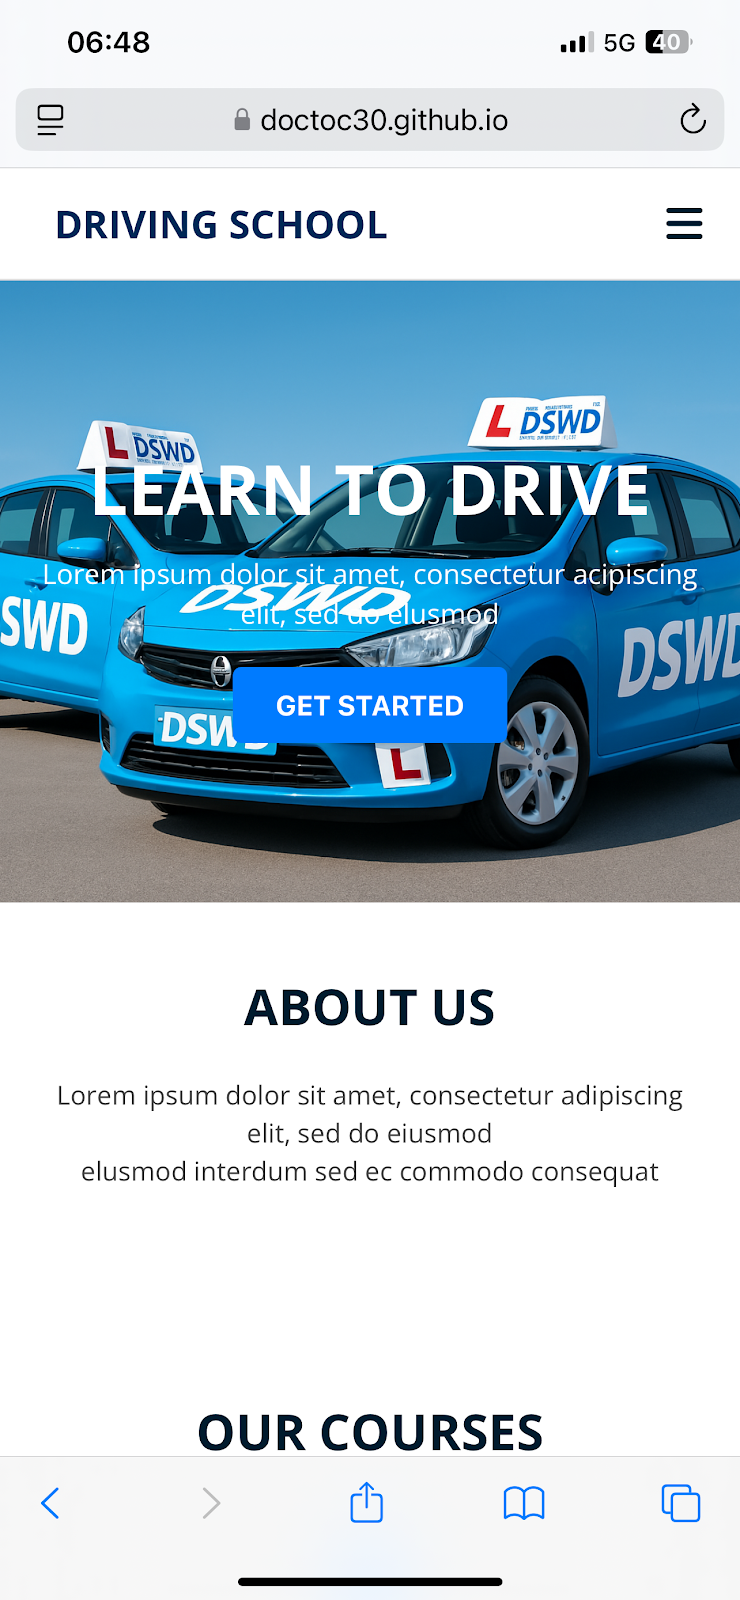 06:48
5G 40
doctoc30.github.io
DRIVING SCHOOL
L DSWD
L DSWD
LEARN TO DRIVE
Lorem ipsum dolor sit amet, consectetur acipiscing
elit, sed do eiusmod
DSWD
SWD
DSWD
GET STARTED
DSW
L
ABOUT US
Lorem ipsum dolor sit amet, consectetur adipiscing
elit, sed do eiusmod
elusmod interdum sed ec commodo consequat
OUR COURSES